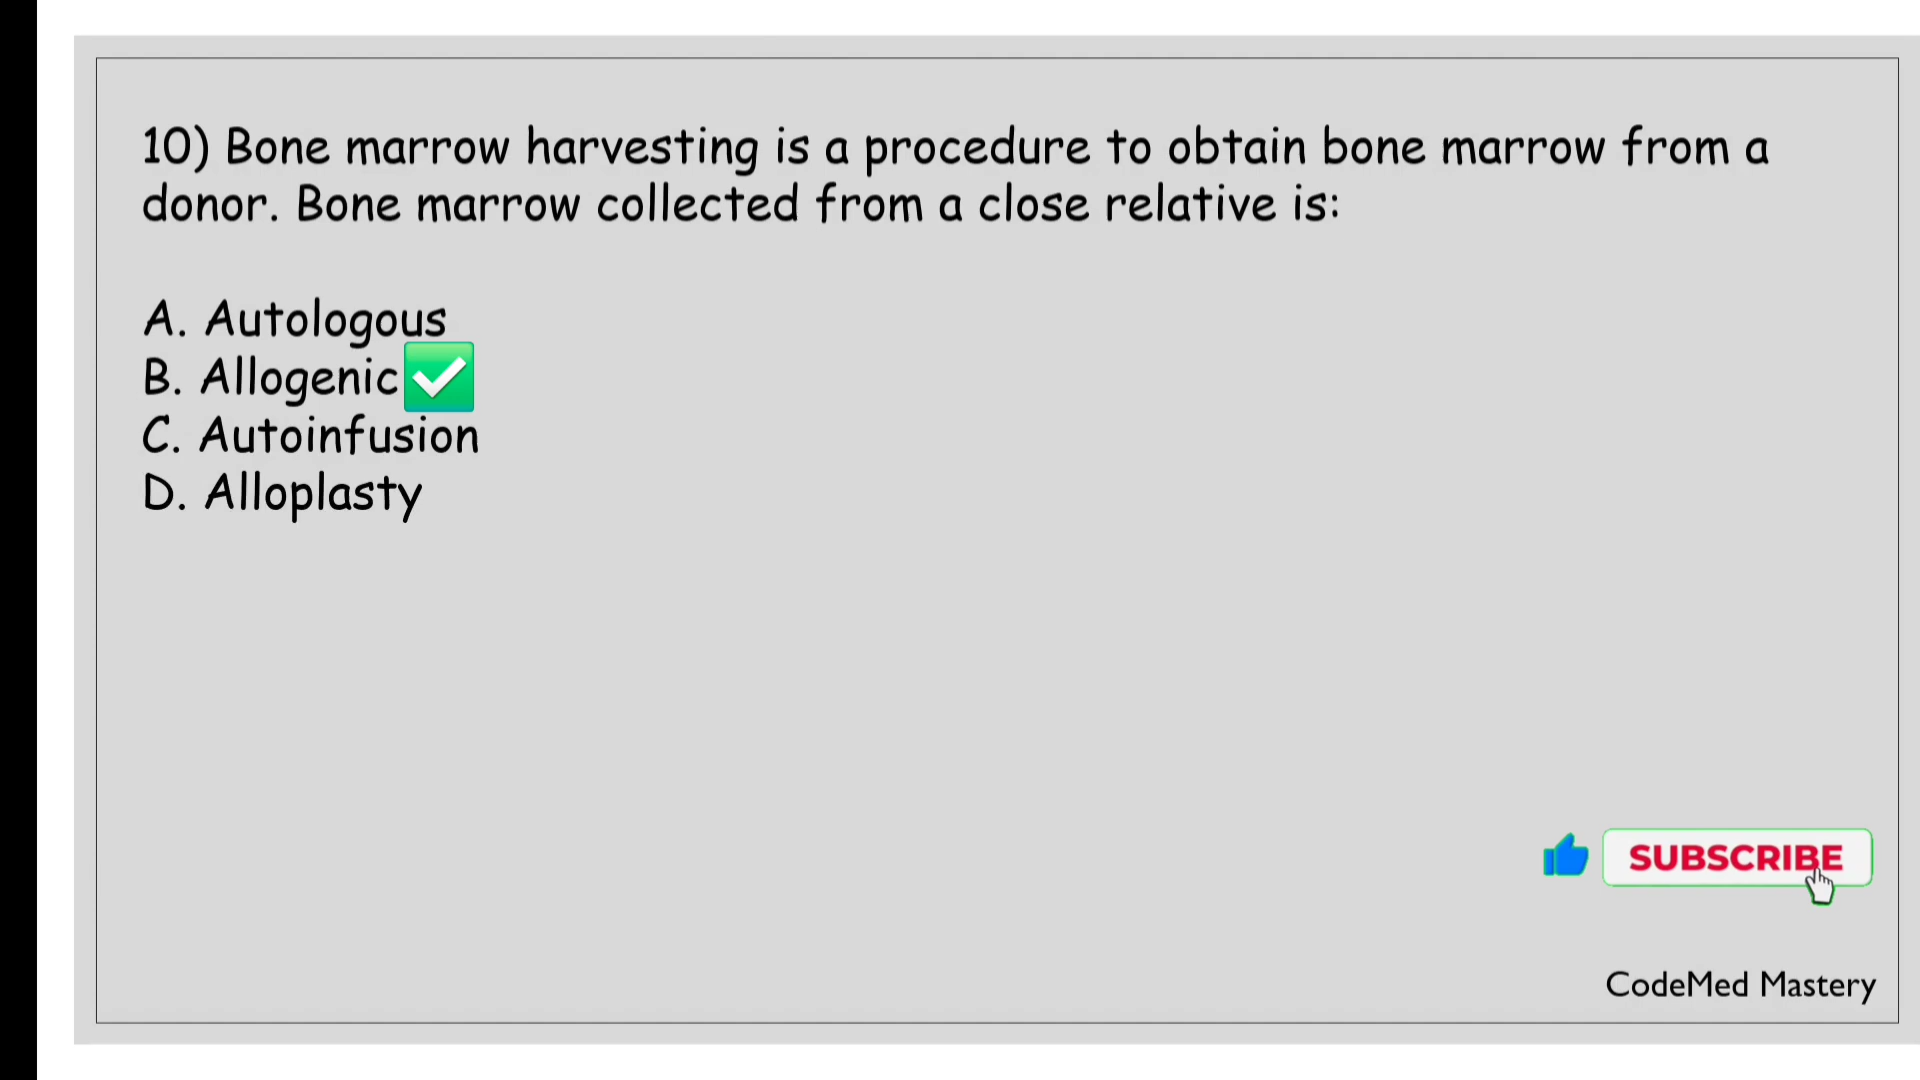 10) Bone marrow harvesting is a procedure to obtain bone marrow from a
donor. Bone marrow collected from a close relative is:
A. Autologous
B. Allogenic ✅
C. Autoinfusion
D. Alloplasty
SUBSCRIBE
CodeMed Mastery